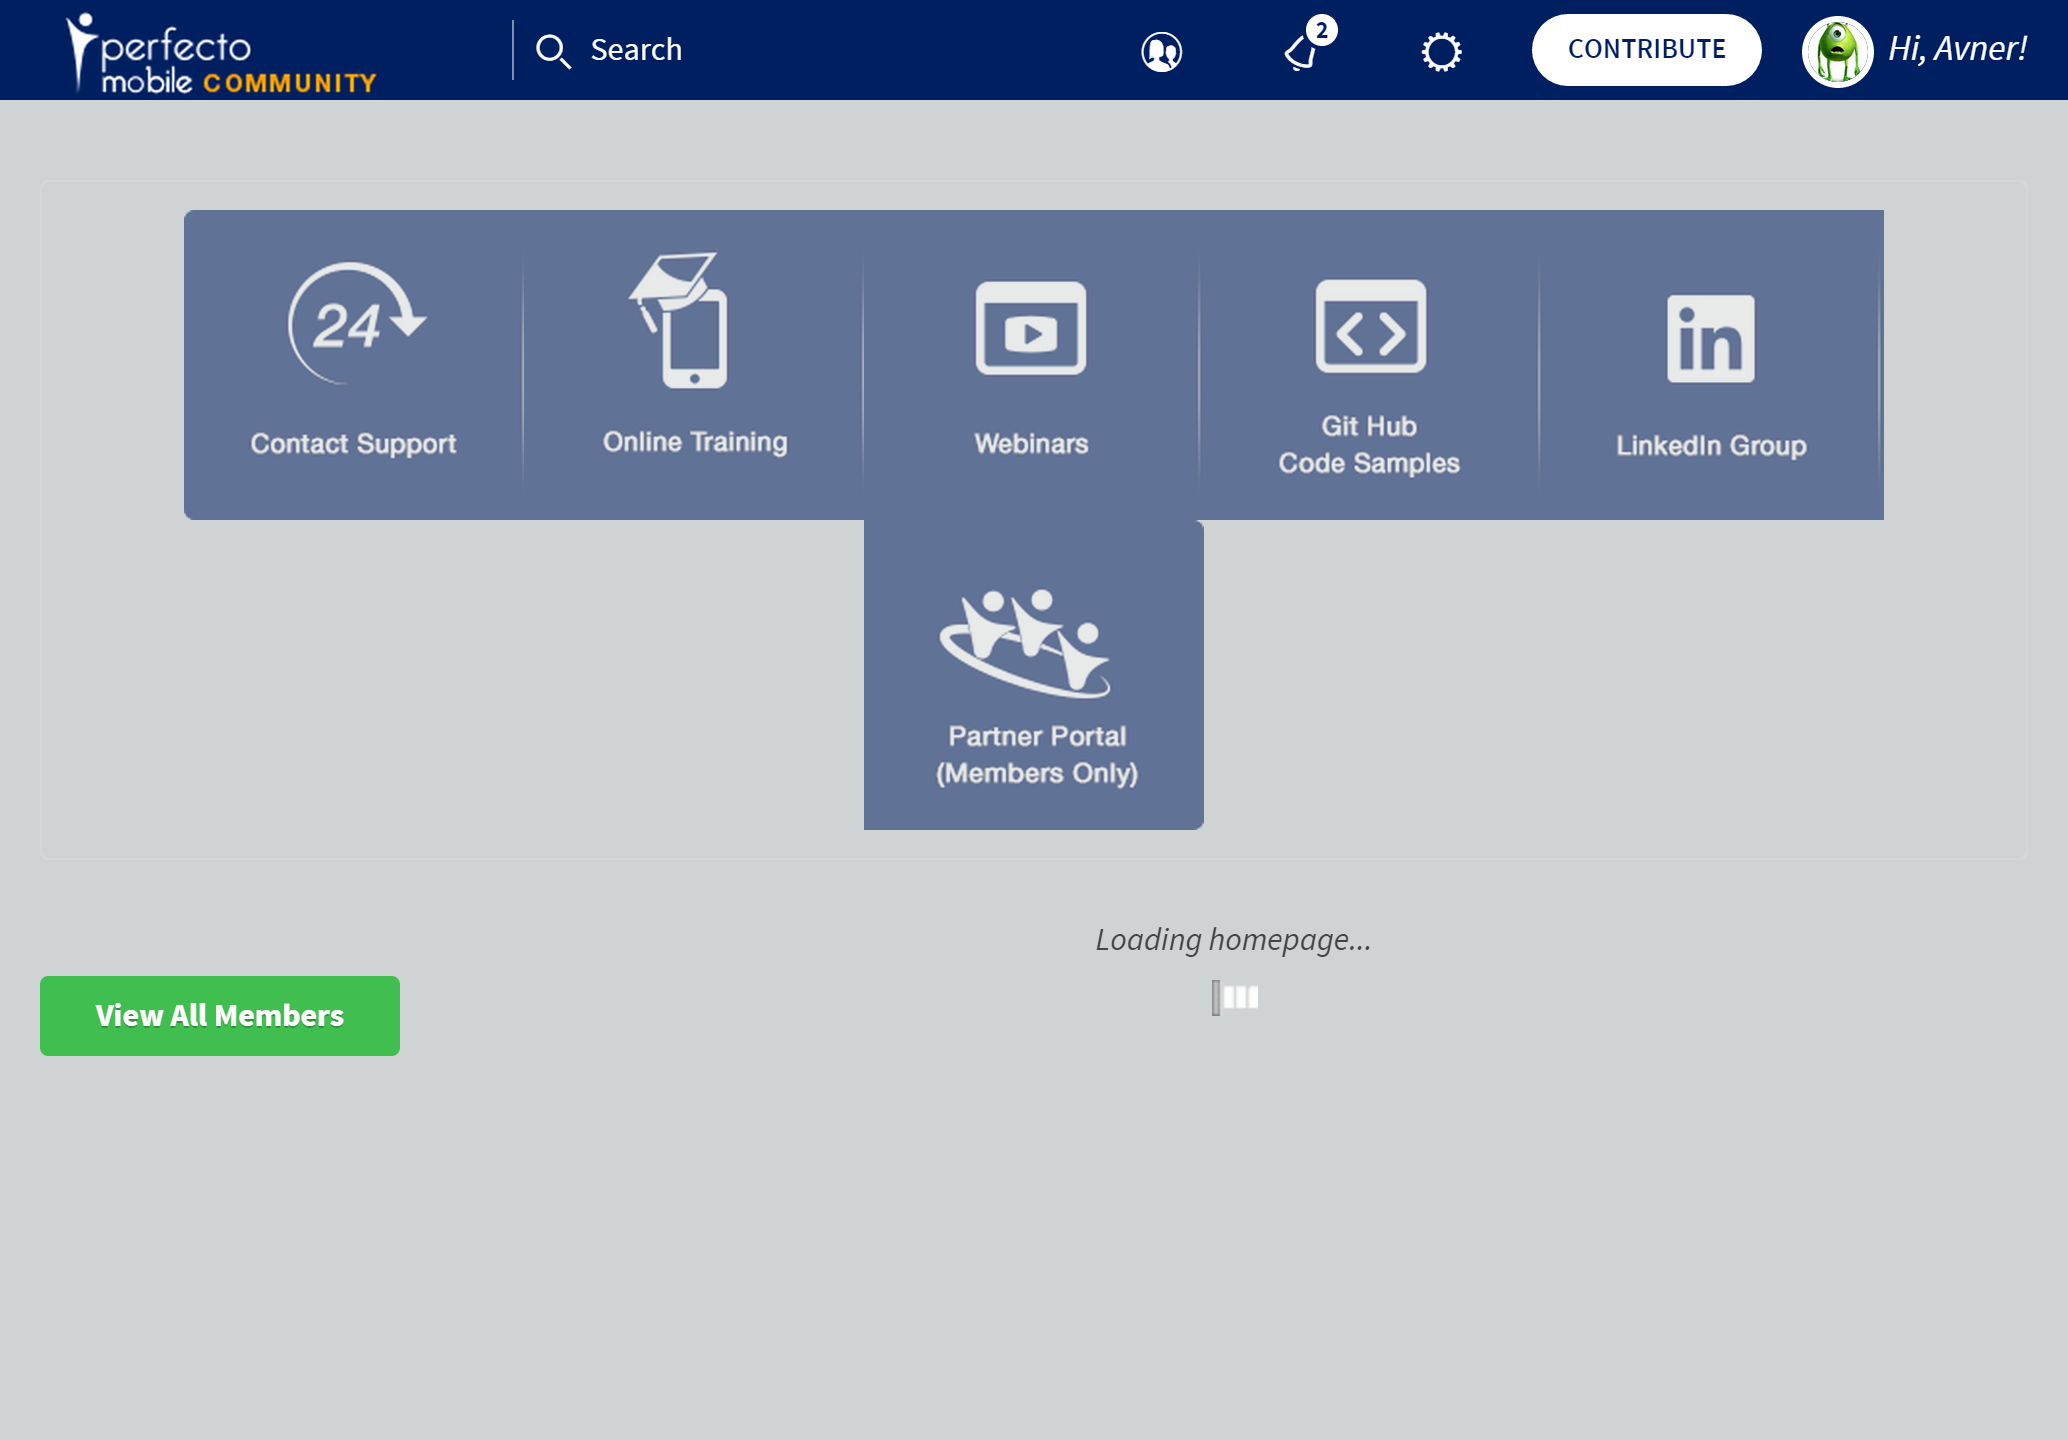 perfecto
mobile COMMUNITY
Search
2
CONTRIBUTE
Hi, Avner!
24
Contact Support
Online Training
Webinars
Git Hub
Code Samples
in
LinkedIn Group
Partner Portal
(Members Only)
Loading homepage...
View All Members